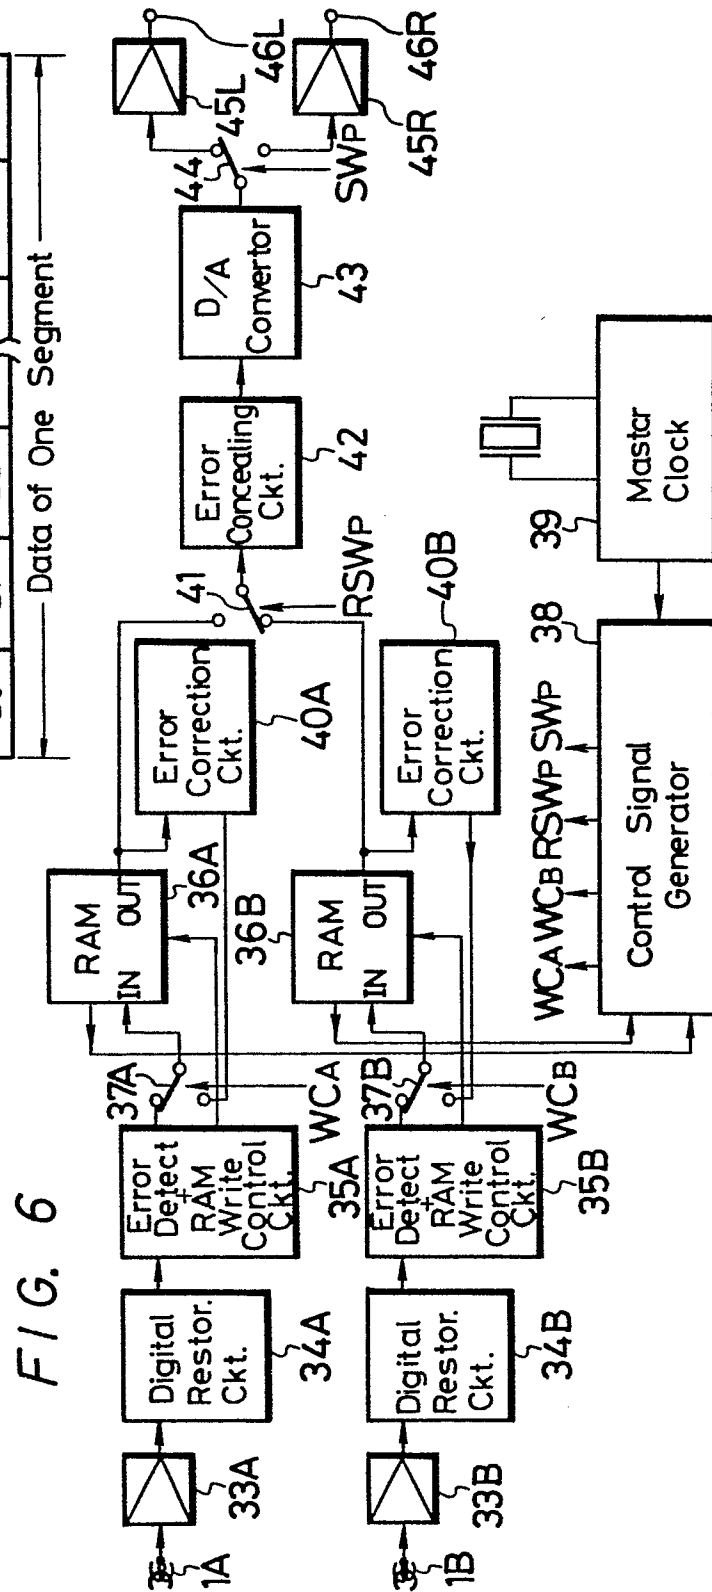 Data of One Segment
FIG. 6
1A
33A
Digital
Restor.
Ckt.
34A
Error
Detect
+
RAM
Write
Control
Ckt.
35A
37A
WCA
RAM
IN
OUT
36A
Error
Correction
Ckt.
40A
41
RSWP
Error
Concealing
Ckt.
42
D/A
Convertor
43
44
SWP
45L
46L
45R
46R
1B
33B
Digital
Restor.
Ckt.
34B
Error
Detect
+
RAM
Write
Control
Ckt.
35B
37B
WCB
RAM
IN
OUT
36B
Error
Correction
Ckt.
40B
WCA WCB RSWP SWP
Control Signal
Generator
38
Master
Clock
39